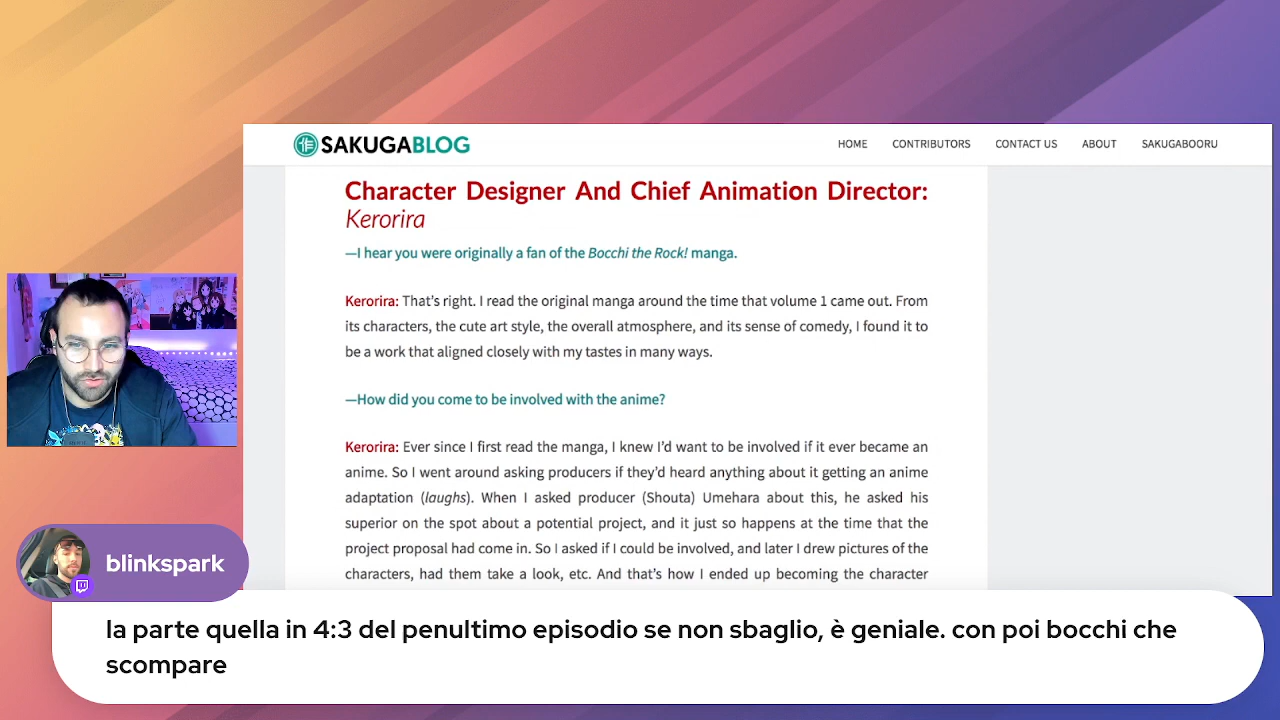 SAKUGABLOG
HOME CONTRIBUTORS CONTACT US ABOUT SAKUGABOORU
Character Designer And Chief Animation Director:
Kerorira
—I hear you were originally a fan of the Bocchi the Rock! manga.
Kerorira: That's right. I read the original manga around the time that volume 1 came out. From
its characters, the cute art style, the overall atmosphere, and its sense of comedy, I found it to
be a work that aligned closely with my tastes in many ways.
—How did you come to be involved with the anime?
Kerorira: Ever since I first read the manga, I knew I'd want to be involved if it ever became an
anime. So I went around asking producers if they'd heard anything about it getting an anime
adaptation (laughs). When I asked producer (Shouta) Umehara about this, he asked his
superior on the spot about a potential project, and it just so happens at the time that the
project proposal had come in. So I asked if I could be involved, and later I drew pictures of the
characters, had them take a look, etc. And that's how I ended up becoming the character
blinkspark
la parte quella in 4:3 del penultimo episodio se non sbaglio, è geniale. con poi bocchi che
scompare